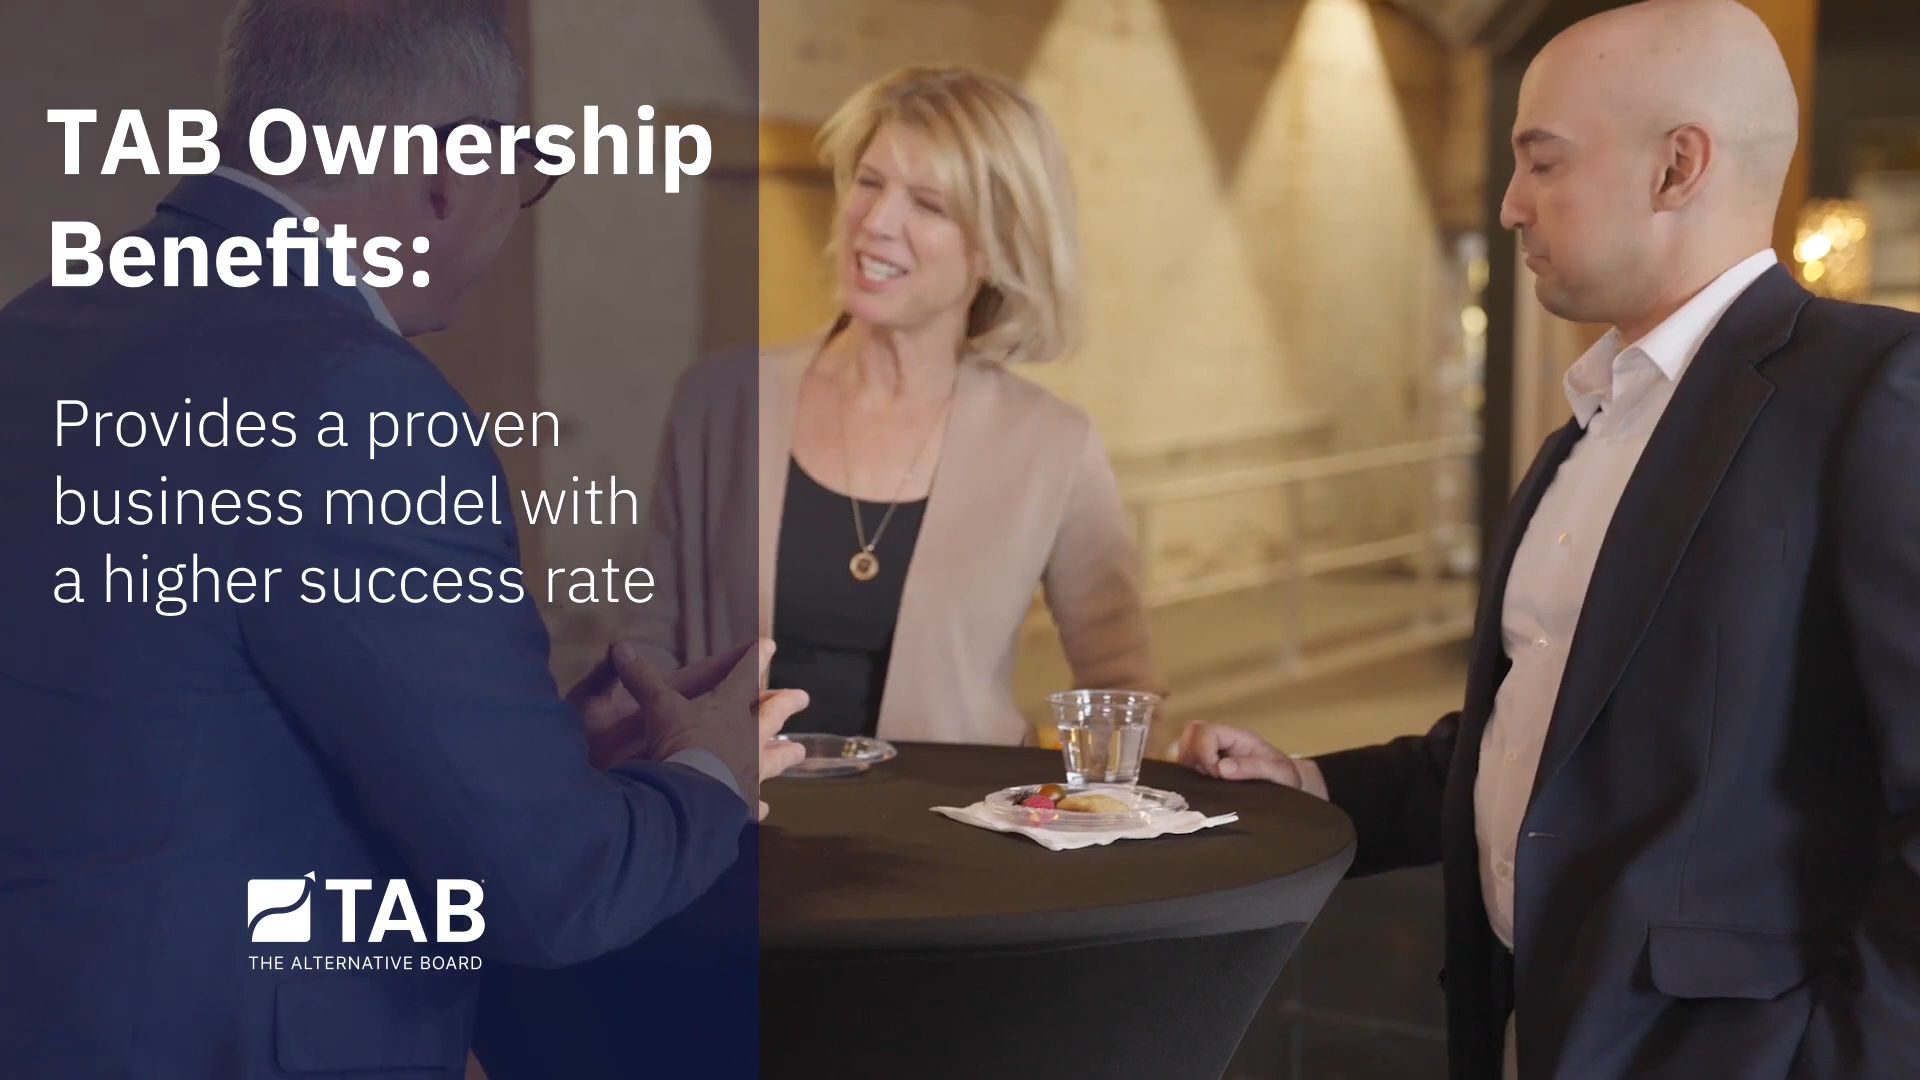 TAB Ownership
Benefits:
Provides a proven
business model with
a higher success rate
TAB
THE ALTERNATIVE BOARD